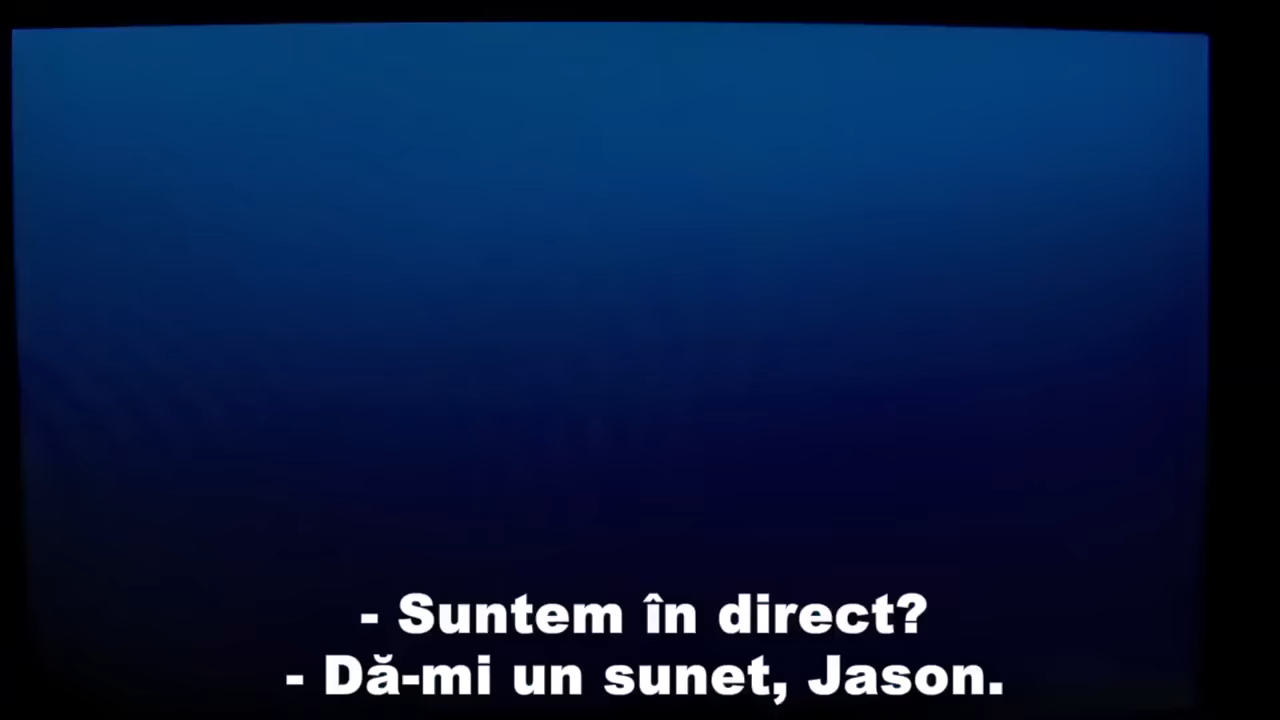 - Suntem în direct?
- Dă-mi un sunet, Jason.